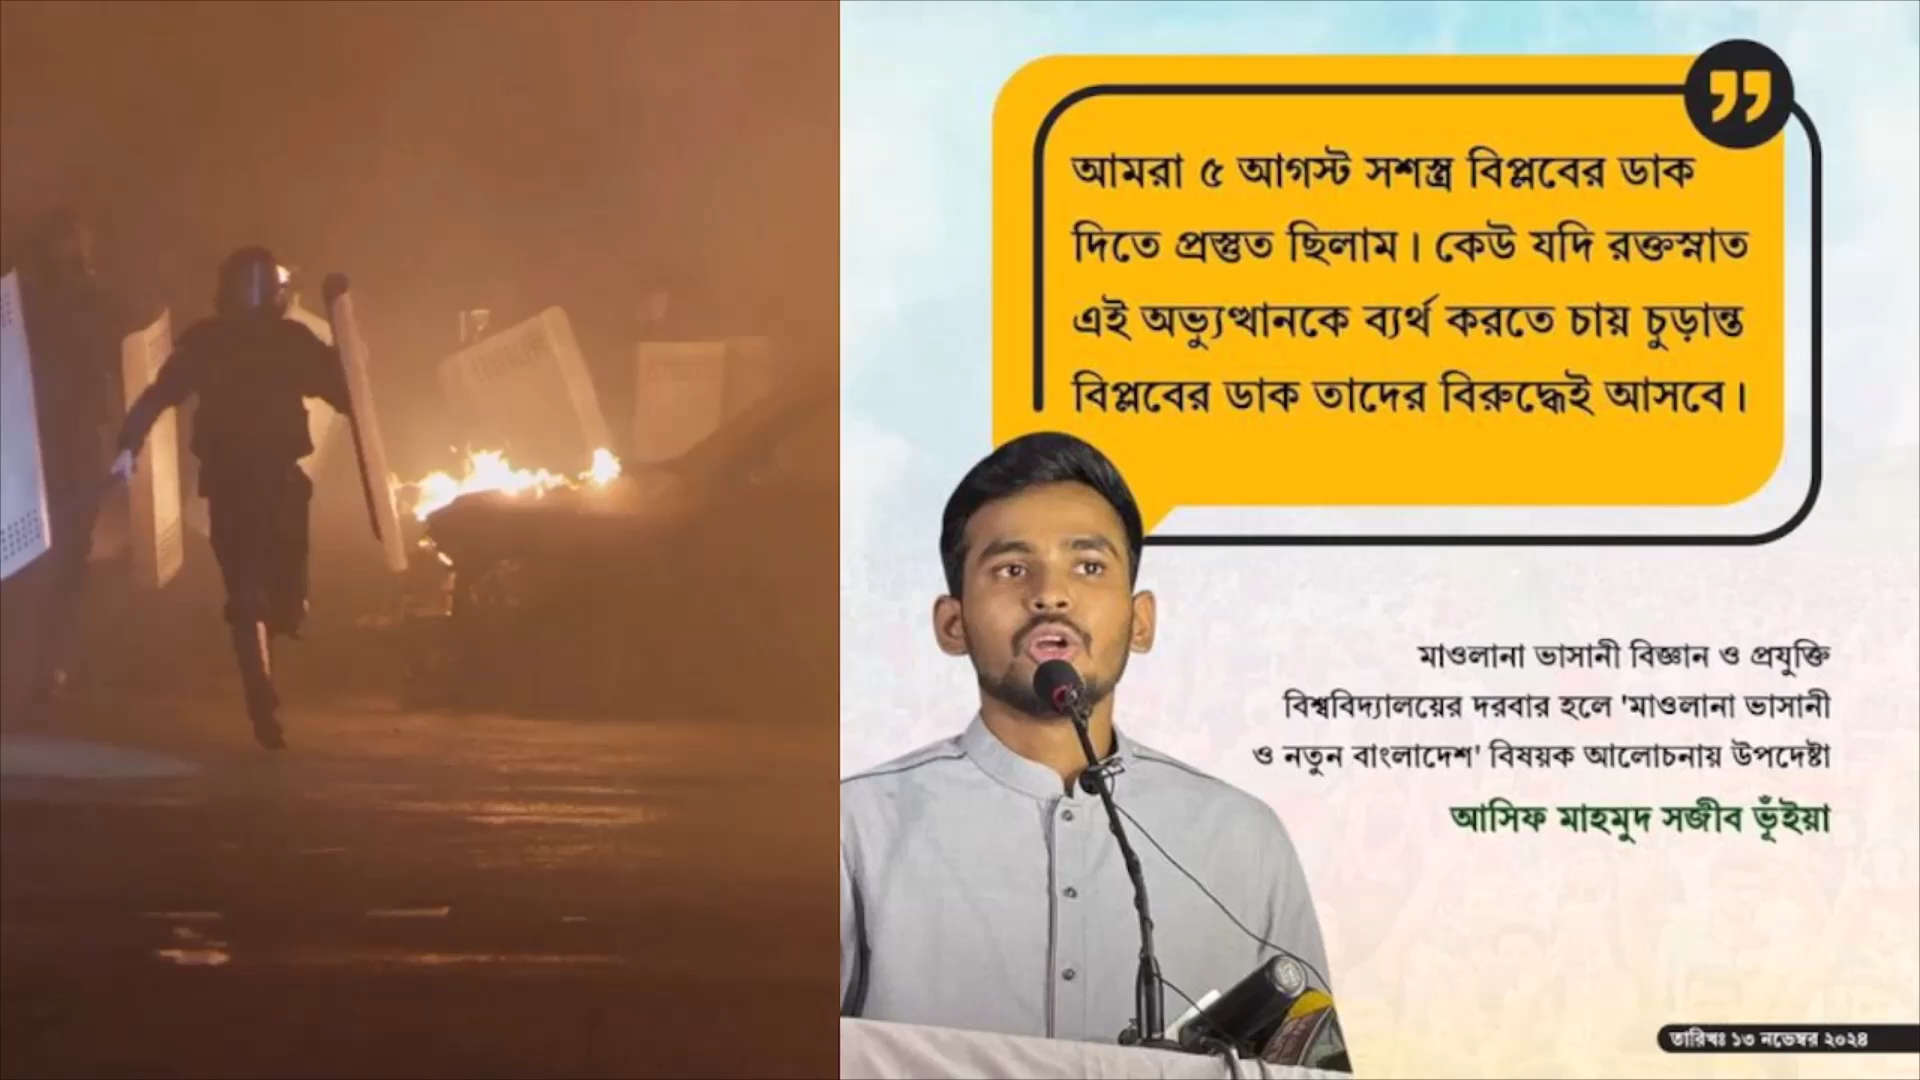 আমরা ৫ আগস্ট সশস্ত্র বিপ্লবের ডাক
দিতে প্রস্তুত ছিলাম। কেউ যদি রক্তস্নাত
এই অভ্যুত্থানকে ব্যর্থ করতে চায় চুড়ান্ত
বিপ্লবের ডাক তাদের বিরুদ্ধেই আসবে।
মাওলানা ভাসানী বিজ্ঞান ও প্রযুক্তি
বিশ্ববিদ্যালয়ের দরবার হলে 'মাওলানা ভাসানী
ও নতুন বাংলাদেশ' বিষয়ক আলোচনায় উপদেষ্টা
আসিফ মাহমুদ সজীব ভূঁইয়া
তারিখঃ ১৩ নভেম্বর ২০২৪